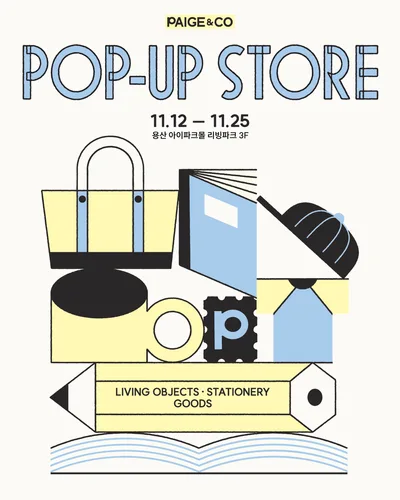 PAIGE&CO
POP-UP STORE
11.12 — 11.25
용산 아이파크몰 리빙파크 3F
p
LIVING OBJECTS · STATIONERY
GOODS